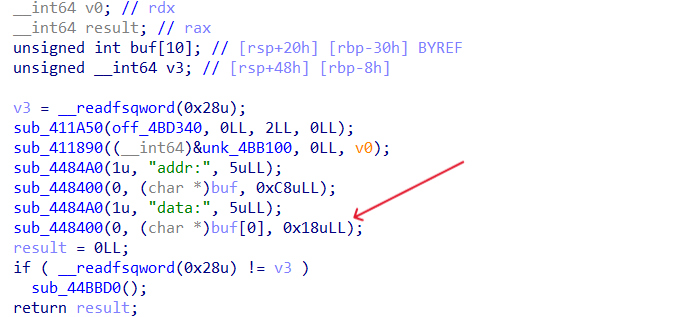 __int64 v0; // rdx
__int64 result; // rax
unsigned int buf[10]; // [rsp+20h] [rbp-30h] BYREF
unsigned __int64 v3; // [rsp+48h] [rbp-8h]
v3 = __readfsqword(0x28u);
sub_411A50(off_4BD340, 0LL, 2LL, 0LL);
sub_411890((__int64)&unk_4BB100, 0LL, v0);
sub_4484A0(1u, "addr:", 5uLL);
sub_448400(0, (char *)buf, 0xC8uLL);
sub_4484A0(1u, "data:", 5uLL);
sub_448400(0, (char *)buf[0], 0x18uLL);
result = 0LL;
if ( __readfsqword(0x28u) != v3 )
sub_44BBD0();
return result;